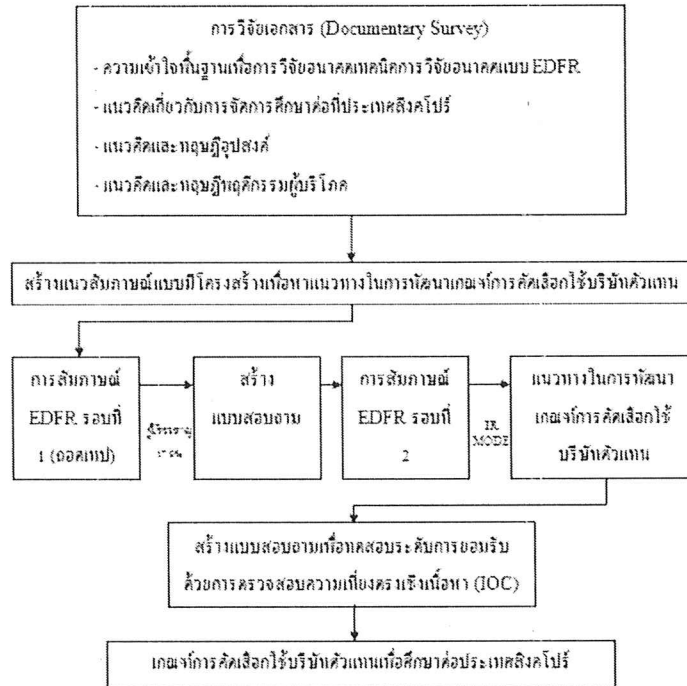 การวิจัยเอกสาร (Documentary Survey)
- ความเข้าใจพื้นฐานเพื่อการวิจัยอนาคตเทคนิคการวิจัยอนาคตแบบ EDFR
- แนวคิดเกี่ยวกับการจัดการศึกษาต่อที่ประเทศสิงคโปร์
- แนวคิดและทฤษฎีอุปสงค์
- แนวคิดและทฤษฎีพฤติกรรมผู้บริโภค
สร้างแนวสัมภาษณ์แบบมีโครงสร้างเพื่อหาแนวทางในการพัฒนาเกณฑ์การคัดเลือกใช้บริษัทตัวแทน
การสัมภาษณ์
EDFR รอบที่
1 (ถอดเทป)
ผู้เชี่ยวชาญ
สร้าง
แบบสอบถาม
การสัมภาษณ์
EDFR รอบที่
2
IR
MODE
แนวทางในการพัฒนา
เกณฑ์การคัดเลือกใช้
บริษัทตัวแทน
สร้างแบบสอบถามเพื่อทดสอบระดับการยอมรับ
ด้วยการตรวจสอบความเที่ยงตรงเชิงเนื้อหา (IOC)
เกณฑ์การคัดเลือกใช้บริษัทตัวแทนเพื่อศึกษาต่อประเทศสิงคโปร์